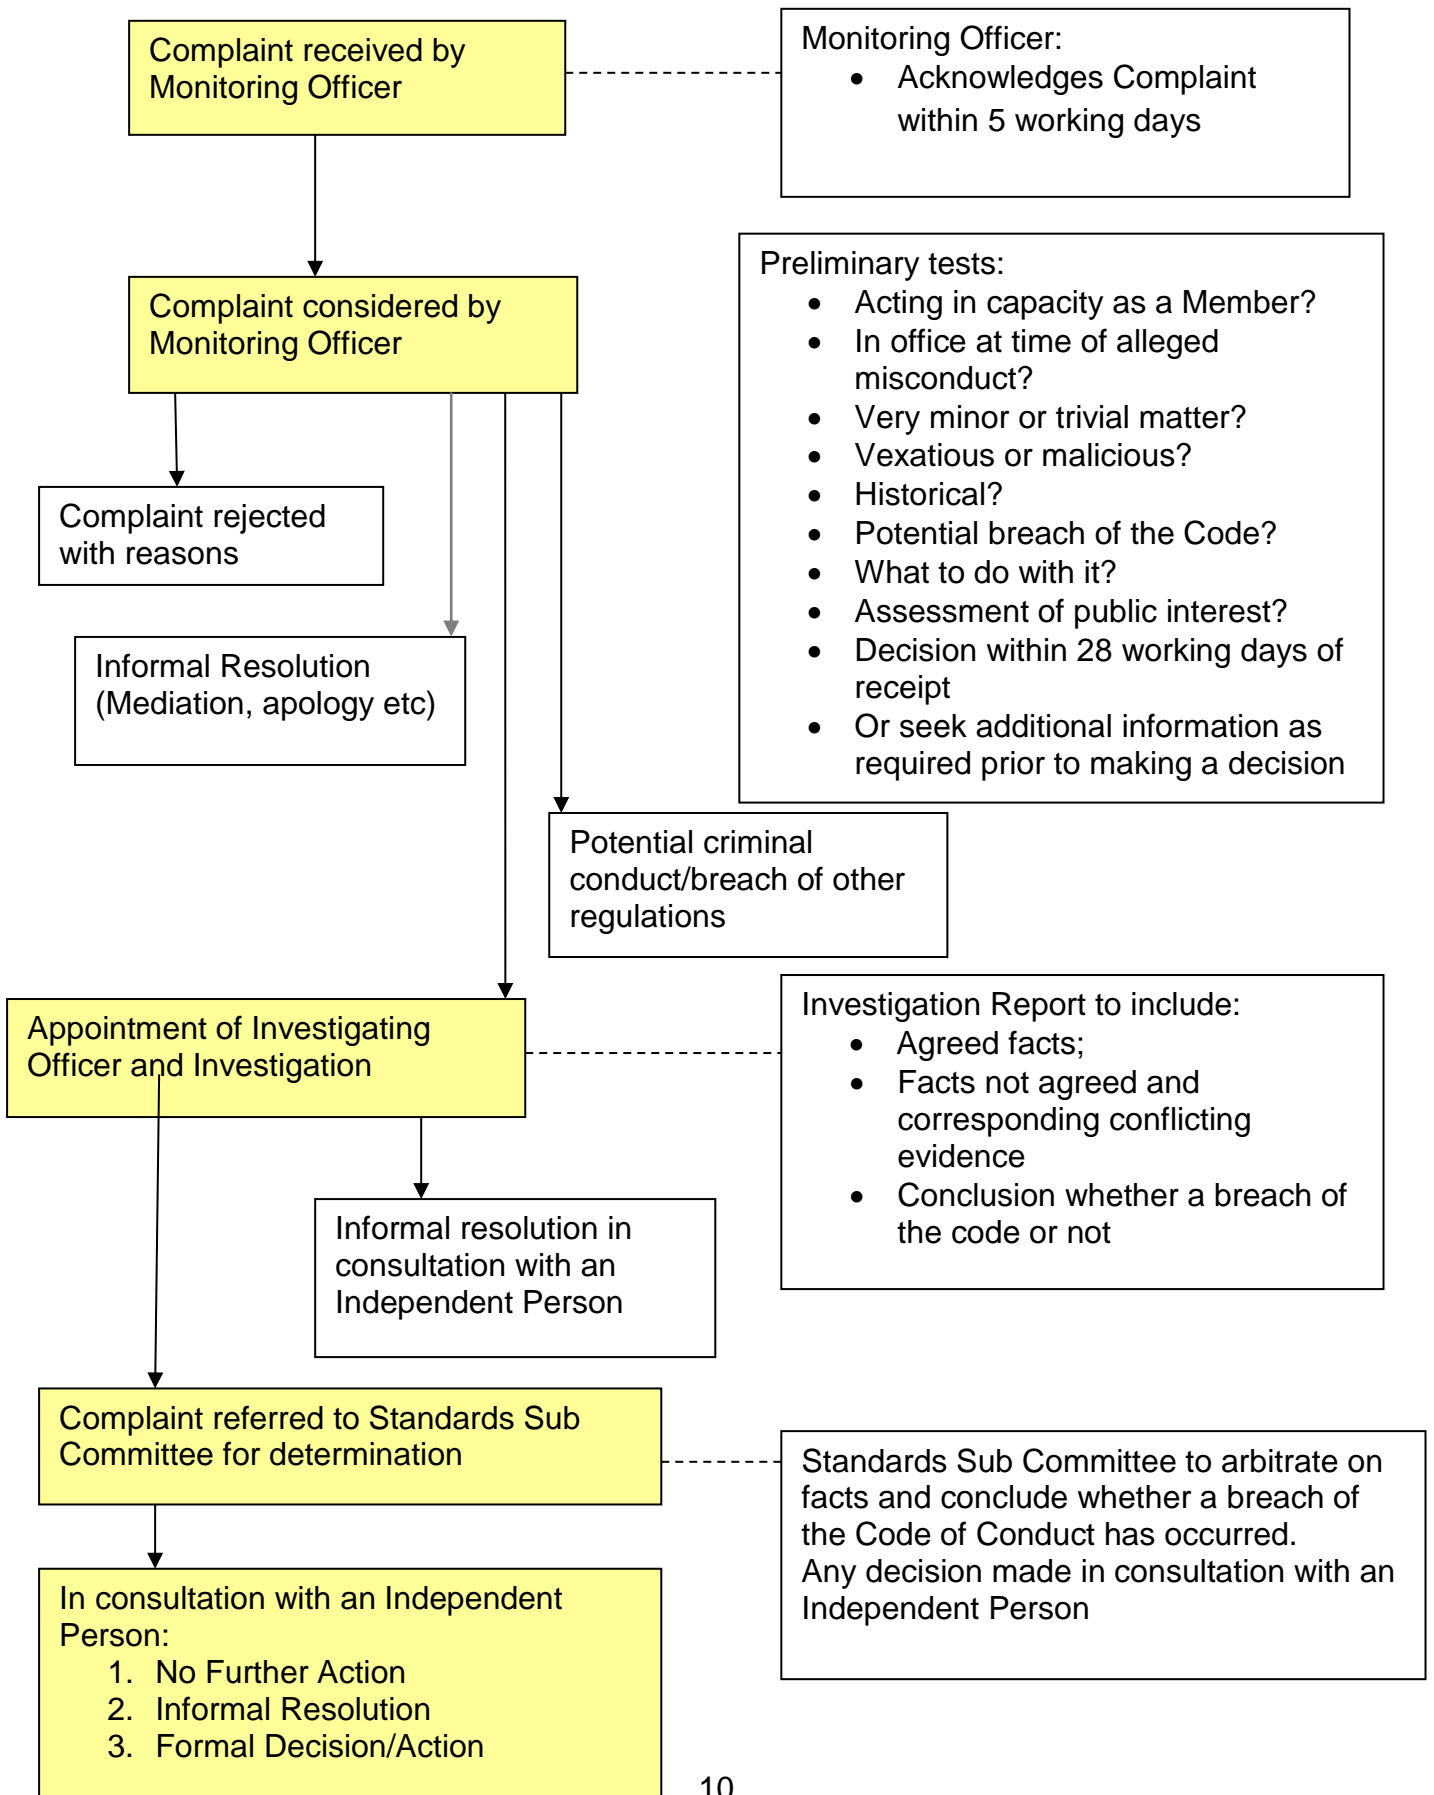 Complaint received by
Monitoring Officer
Monitoring Officer:
• Acknowledges Complaint
within 5 working days
Complaint considered by
Monitoring Officer
Preliminary tests:
• Acting in capacity as a Member?
• In office at time of alleged
misconduct?
• Very minor or trivial matter?
• Vexatious or malicious?
• Historical?
• Potential breach of the Code?
• What to do with it?
• Assessment of public interest?
• Decision within 28 working days of
receipt
• Or seek additional information as
required prior to making a decision
Complaint rejected
with reasons
Informal Resolution
(Mediation, apology etc)
Potential criminal
conduct/breach of other
regulations
Appointment of Investigating
Officer and Investigation
Investigation Report to include:
• Agreed facts;
• Facts not agreed and
corresponding conflicting
evidence
• Conclusion whether a breach of
the code or not
Informal resolution in
consultation with an
Independent Person
Complaint referred to Standards Sub
Committee for determination
Standards Sub Committee to arbitrate on
facts and conclude whether a breach of
the Code of Conduct has occurred.
Any decision made in consultation with an
Independent Person
In consultation with an Independent
Person:
1. No Further Action
2. Informal Resolution
3. Formal Decision/Action
10